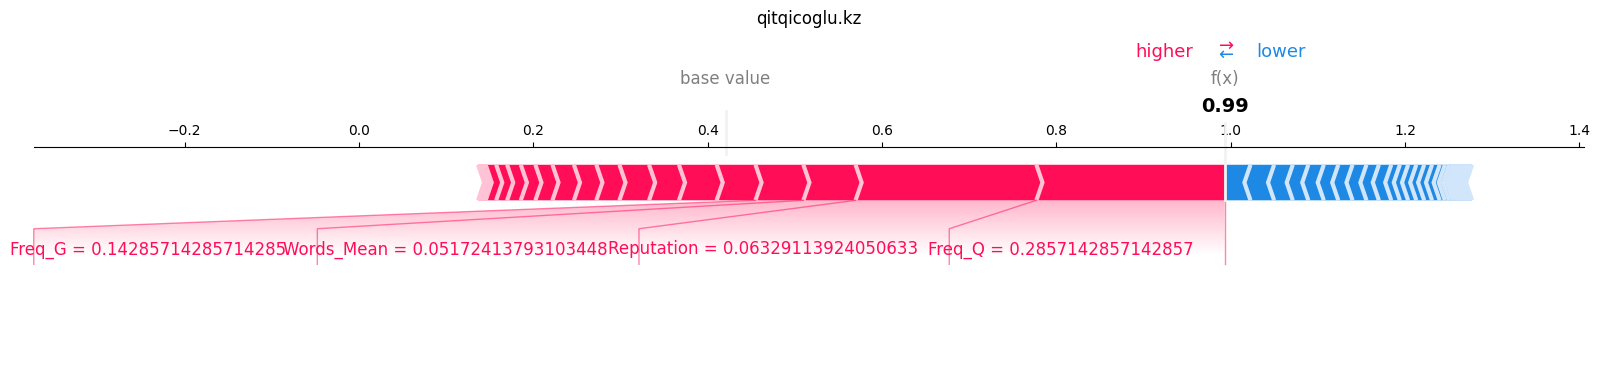 qitqicoglu.kz
higher ⇄ lower
base value f(x)
0.99
−0.2 0.0 0.2 0.4 0.6 0.8 1.0 1.2 1.4
Freq_G = 0.14285714285714285 Words_Mean = 0.05172413793103448 Reputation = 0.06329113924050633 Freq_Q = 0.2857142857142857